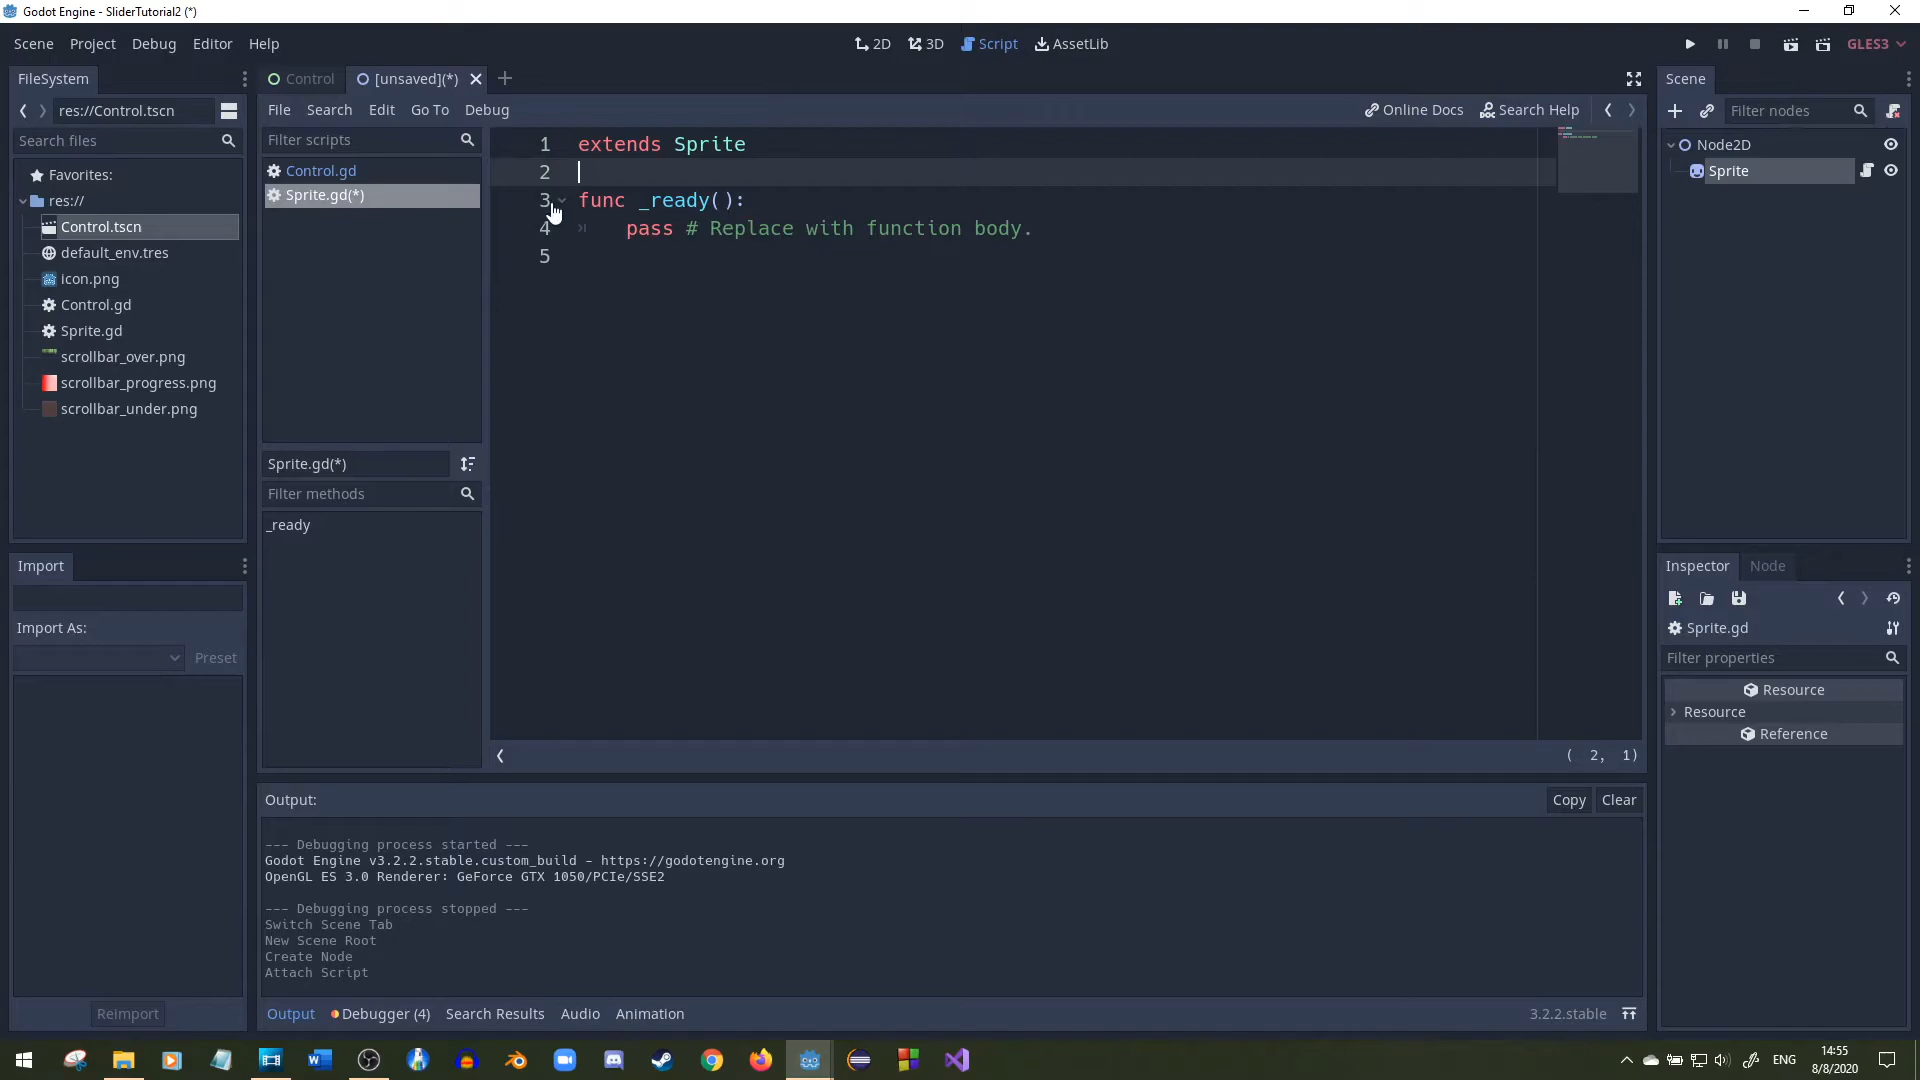 Godot Engine - SliderTutorial2 (*)
Scene Project Debug Editor Help
2D 3D Script AssetLib
GLES3
FileSystem
res://Control.tscn
Search files
Favorites:
res://
Control.tscn
default_env.tres
icon.png
Control.gd
Sprite.gd
scrollbar_over.png
scrollbar_progress.png
scrollbar_under.png
Import
Import As:
Preset
Reimport
Control [unsaved](*)
File Search Edit Go To Debug
Online Docs Search Help
Filter scripts
Control.gd
Sprite.gd(*)
Sprite.gd(*)
Filter methods
_ready
1 extends Sprite
2
3 func _ready():
4 pass # Replace with function body.
5
( 2, 1)
Output:
Copy Clear
--- Debugging process started ---
Godot Engine v3.2.2.stable.custom_build - https://godotengine.org
OpenGL ES 3.0 Renderer: GeForce GTX 1050/PCIe/SSE2
--- Debugging process stopped ---
Switch Scene Tab
New Scene Root
Create Node
Attach Script
Output Debugger (4) Search Results Audio Animation
3.2.2.stable
Scene
Filter nodes
Node2D
Sprite
Inspector Node
Sprite.gd
Filter properties
Resource
Resource
Reference
ENG
14:55
8/8/2020